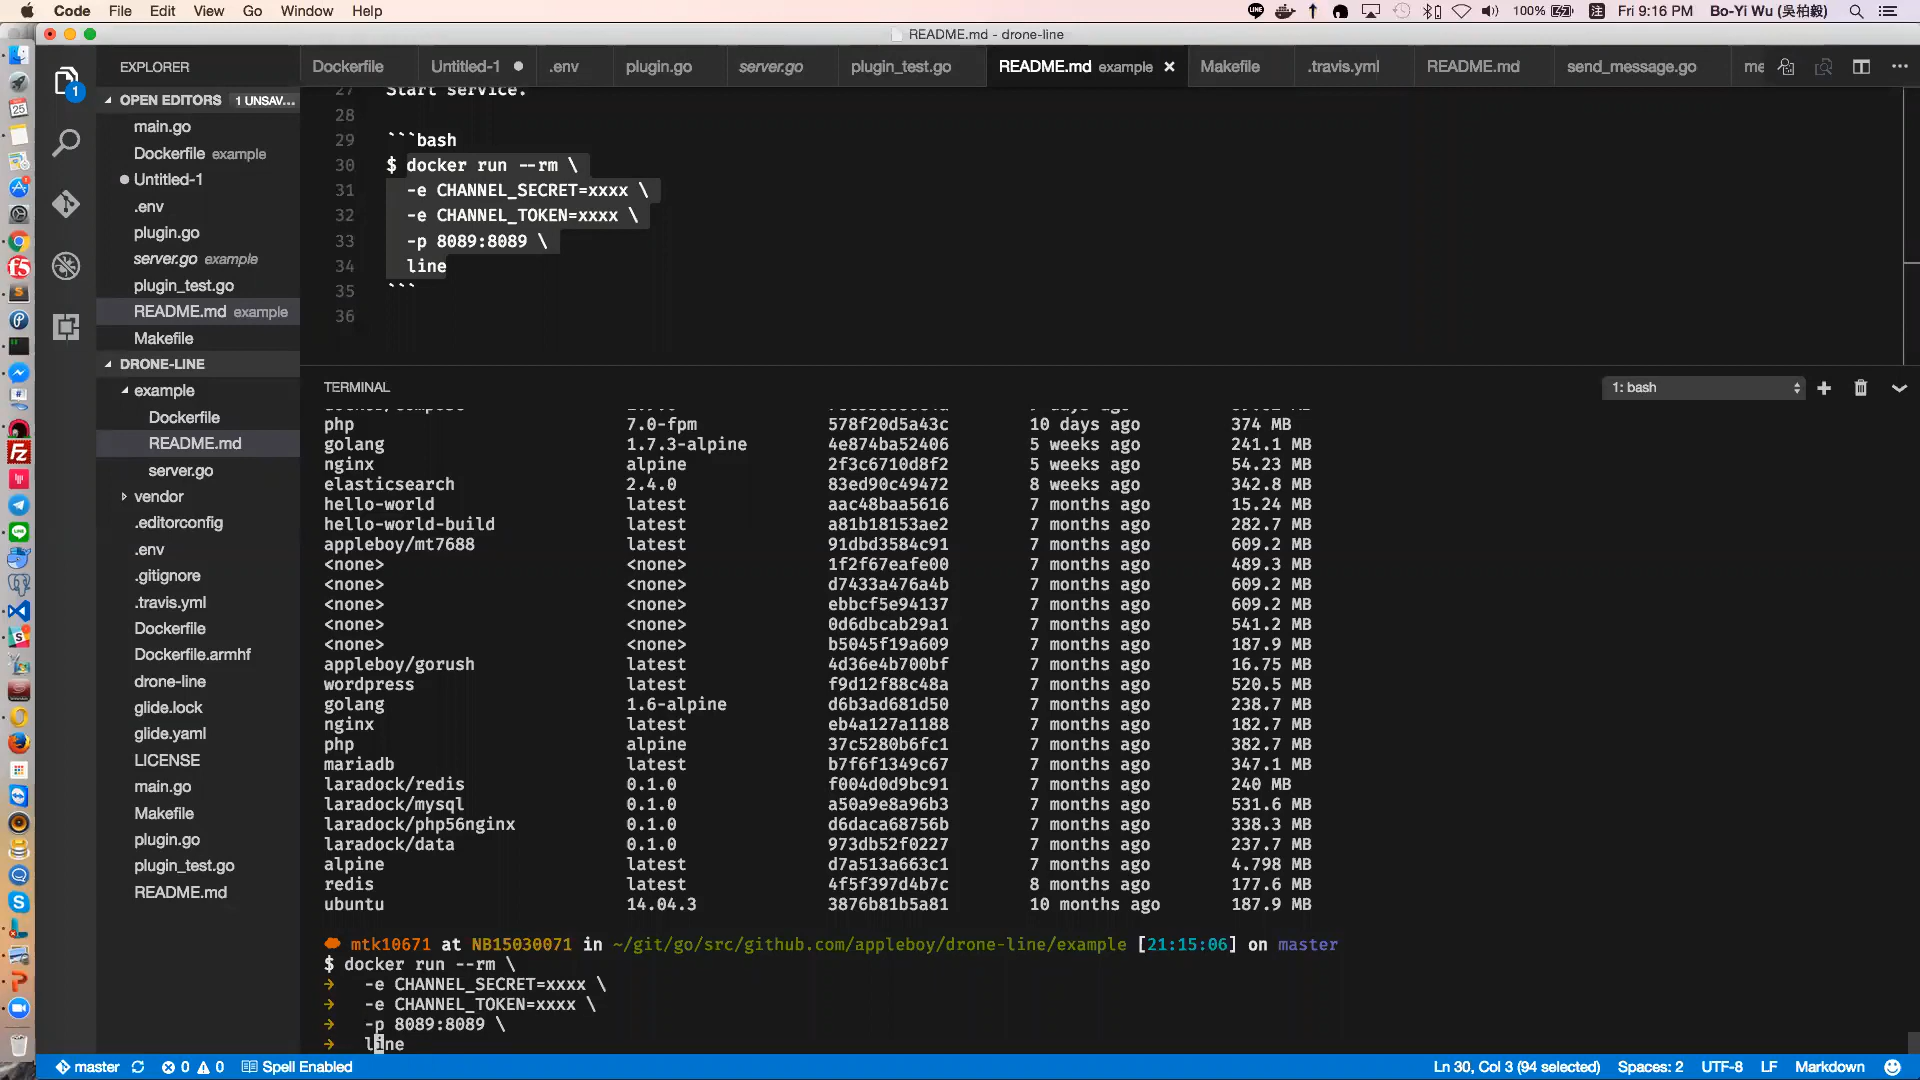 Code File Edit View Go Window Help
100% Fri 9:16 PM Bo-Yi Wu (吳柏毅)
README.md - drone-line
EXPLORER
Dockerfile Untitled-1 .env plugin.go server.go plugin_test.go README.md example Makefile .travis.yml README.md send_message.go me
OPEN EDITORS 1 UNSAV...
main.go
Dockerfile example
Untitled-1
.env
plugin.go
server.go example
plugin_test.go
README.md example
Makefile
DRONE-LINE
example
Dockerfile
README.md
server.go
vendor
.editorconfig
.env
.gitignore
.travis.yml
Dockerfile
Dockerfile.armhf
drone-line
glide.lock
glide.yaml
LICENSE
main.go
Makefile
plugin.go
plugin_test.go
README.md
27 Start service.
28
29 ```bash
30 $ docker run --rm \
31 -e CHANNEL_SECRET=xxxx \
32 -e CHANNEL_TOKEN=xxxx \
33 -p 8089:8089 \
34 line
35 ```
36
TERMINAL
1: bash
php 7.0-fpm 578f20d5a43c 10 days ago 374 MB
golang 1.7.3-alpine 4e874ba52406 5 weeks ago 241.1 MB
nginx alpine 2f3c6710d8f2 5 weeks ago 54.23 MB
elasticsearch 2.4.0 83ed90c49472 8 weeks ago 342.8 MB
hello-world latest aac48baa5616 7 months ago 15.24 MB
hello-world-build latest a81b18153ae2 7 months ago 282.7 MB
appleboy/mt7688 latest 91dbd3584c91 7 months ago 609.2 MB
<none> <none> 1f2f67eafe00 7 months ago 489.3 MB
<none> <none> d7433a476a4b 7 months ago 609.2 MB
<none> <none> ebbcf5e94137 7 months ago 609.2 MB
<none> <none> 0d6dbcab29a1 7 months ago 541.2 MB
<none> <none> b5045f19a609 7 months ago 187.9 MB
appleboy/gorush latest 4d36e4b700bf 7 months ago 16.75 MB
wordpress latest f9d12f88c48a 7 months ago 520.5 MB
golang 1.6-alpine d6b3ad681d50 7 months ago 238.7 MB
nginx latest eb4a127a1188 7 months ago 182.7 MB
php alpine 37c5280b6fc1 7 months ago 382.7 MB
mariadb latest b7f6f1349c67 7 months ago 347.1 MB
laradock/redis 0.1.0 f004d0d9bc91 7 months ago 240 MB
laradock/mysql 0.1.0 a50a9e8a96b3 7 months ago 531.6 MB
laradock/php56nginx 0.1.0 d6daca68756b 7 months ago 338.3 MB
laradock/data 0.1.0 973db52f0227 7 months ago 237.7 MB
alpine latest d7a513a663c1 7 months ago 4.798 MB
redis latest 4f5f397d4b7c 8 months ago 177.6 MB
ubuntu 14.04.3 3876b81b5a81 10 months ago 187.9 MB
mtk10671 at NB15030071 in ~/git/go/src/github.com/appleboy/drone-line/example [21:15:06] on master
$ docker run --rm \
→ -e CHANNEL_SECRET=xxxx \
→ -e CHANNEL_TOKEN=xxxx \
→ -p 8089:8089 \
→ line
master 0 0 Spell Enabled Ln 30, Col 3 (94 selected) Spaces: 2 UTF-8 LF Markdown